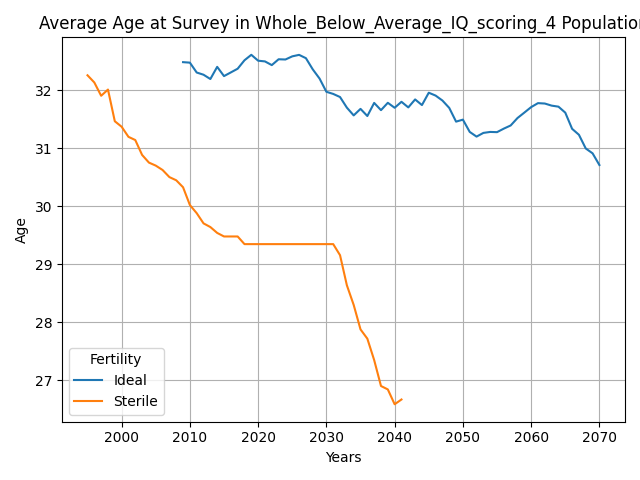 Average Age at Survey in Whole_Below_Average_IQ_scoring_4 Population
32
31
30
29
28
27
Age
Fertility
Ideal
Sterile
2000 2010 2020 2030 2040 2050 2060 2070
Years